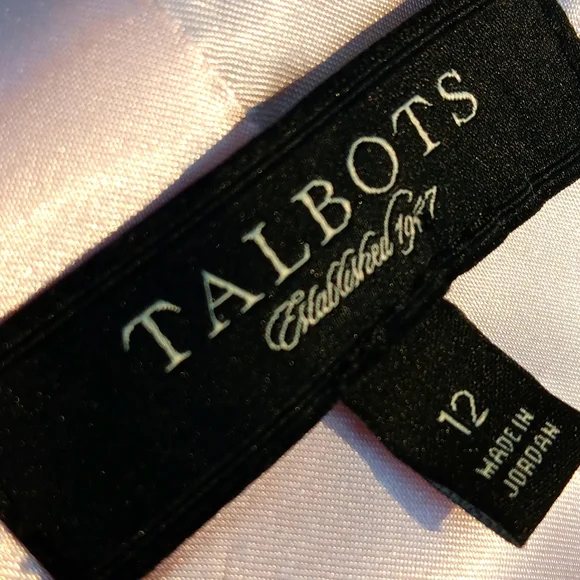 TALBOTS
Established 1947
12
MADE IN
JORDAN